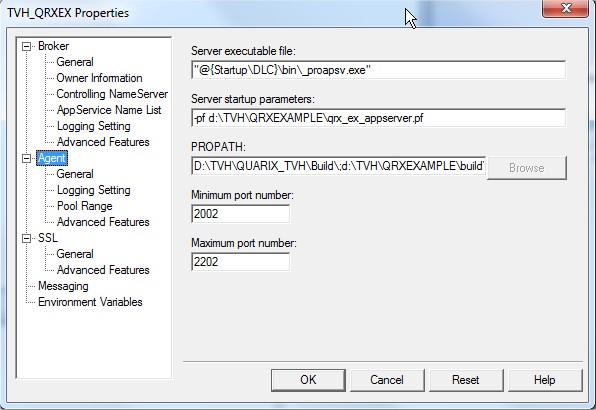 TVH_QRXEX Properties
Broker
General
Owner Information
Controlling NameServer
AppService Name List
Logging Setting
Advanced Features
Agent
General
Logging Setting
Pool Range
Advanced Features
SSL
General
Advanced Features
Messaging
Environment Variables
Server executable file:
"@{Startup\DLC}\bin\_proapsv.exe"
Server startup parameters:
-pf d:\TVH\QRXEXAMPLE\qrx_ex_appserver.pf
PROPATH:
D:\TVH\QUARIX_TVH\Build\;d:\TVH\QRXEXAMPLE\build
Browse
Minimum port number:
2002
Maximum port number:
2202
OK
Cancel
Reset
Help